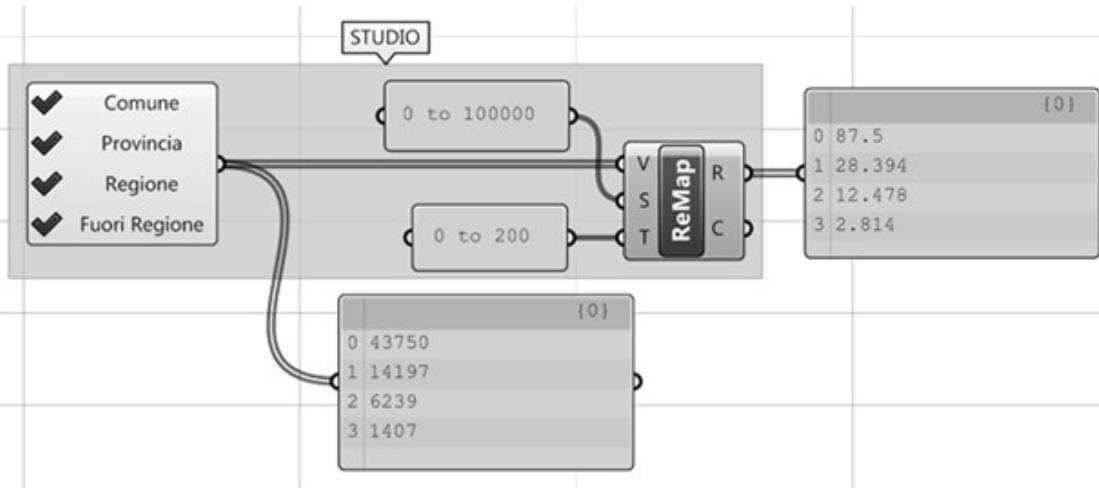 STUDIO
Comune
Provincia
Regione
Fuori Regione
0 to 100000
0 to 200
V
S
T
ReMap
R
C
{0}
0 87.5
1 28.394
2 12.478
3 2.814
{0}
0 43750
1 14197
2 6239
3 1407